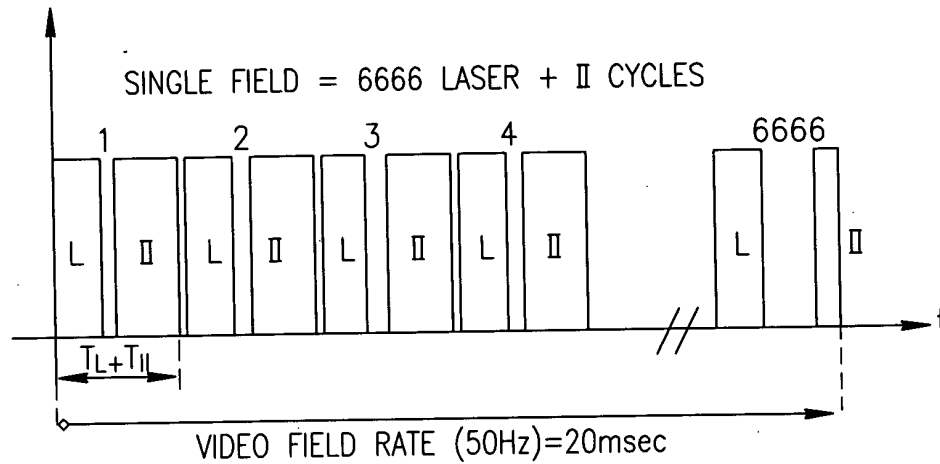 SINGLE FIELD = 6666 LASER + II CYCLES
1 2 3 4 6666
L II L II L II L II L II
t
TL+TII
VIDEO FIELD RATE (50Hz)=20msec